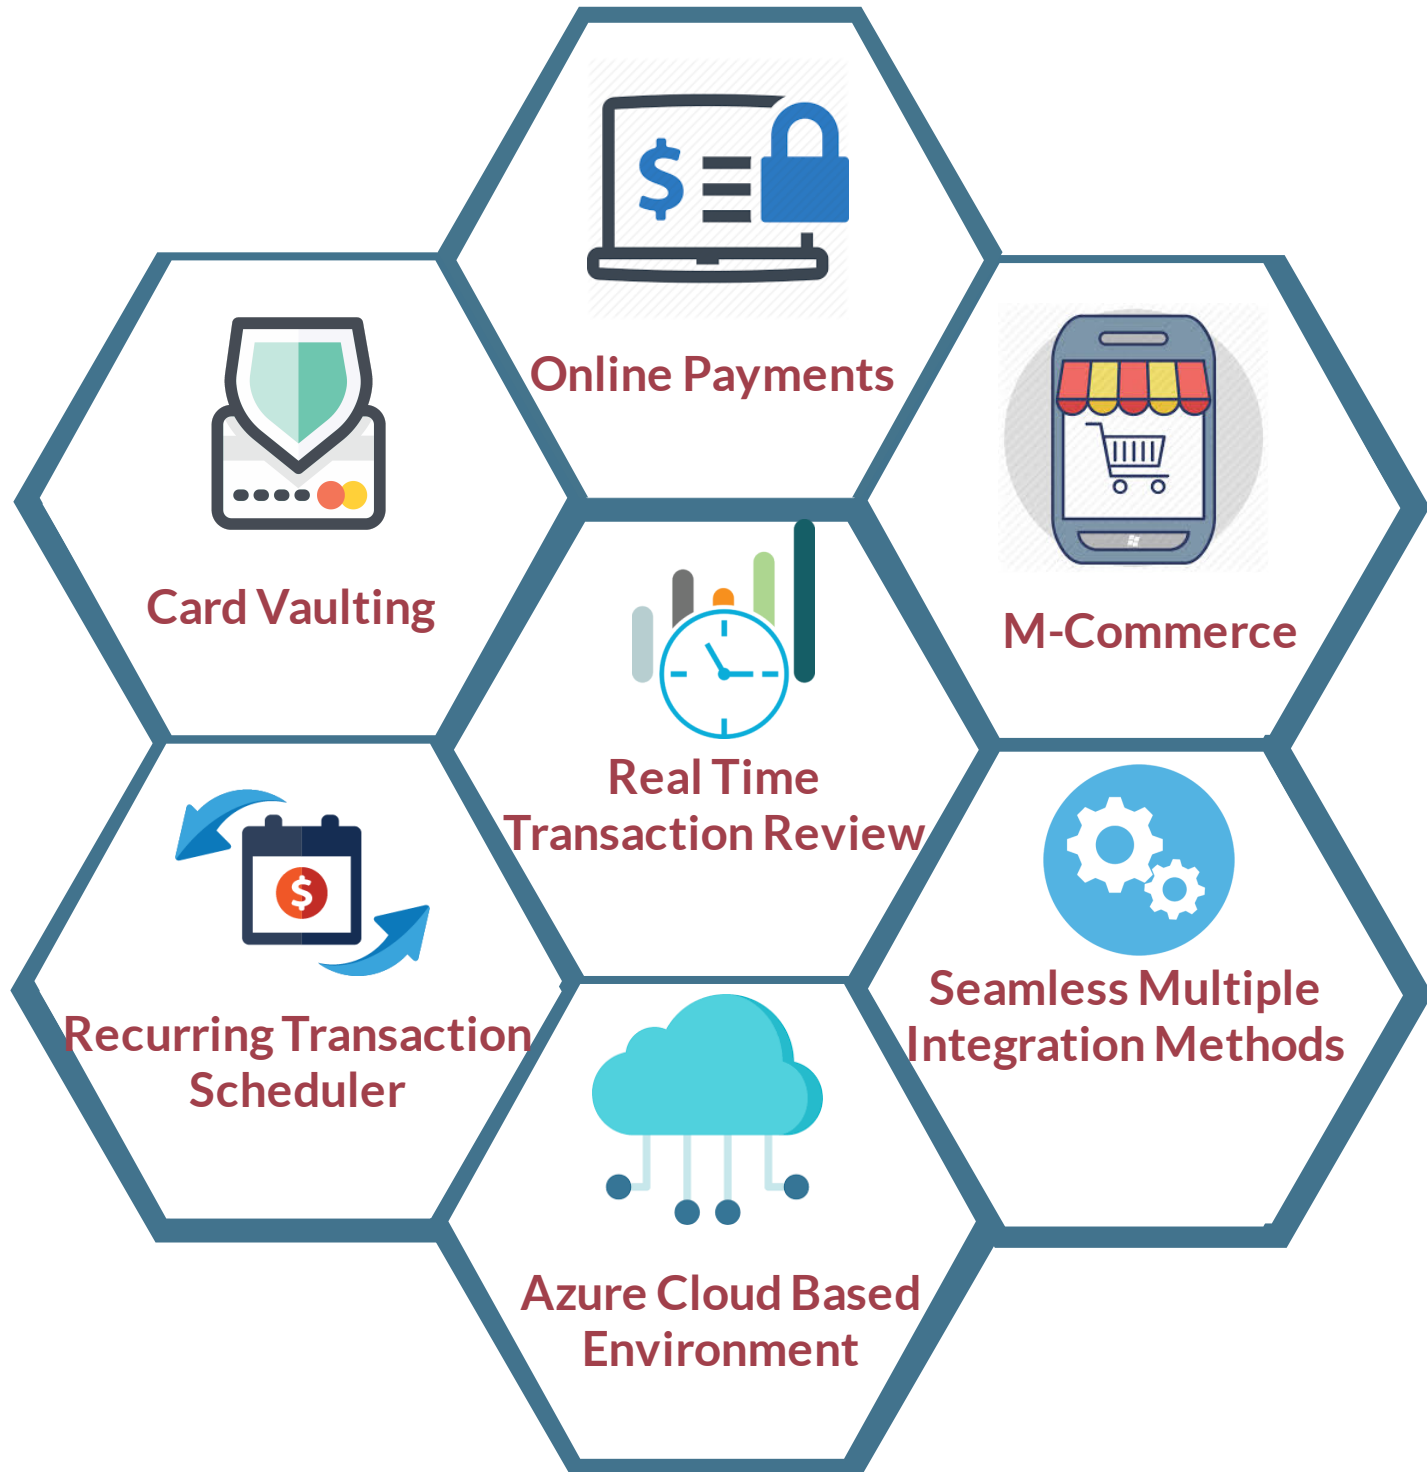 Online Payments
Card Vaulting
M-Commerce
Real Time
Transaction Review
Recurring Transaction
Scheduler
Seamless Multiple
Integration Methods
Azure Cloud Based
Environment